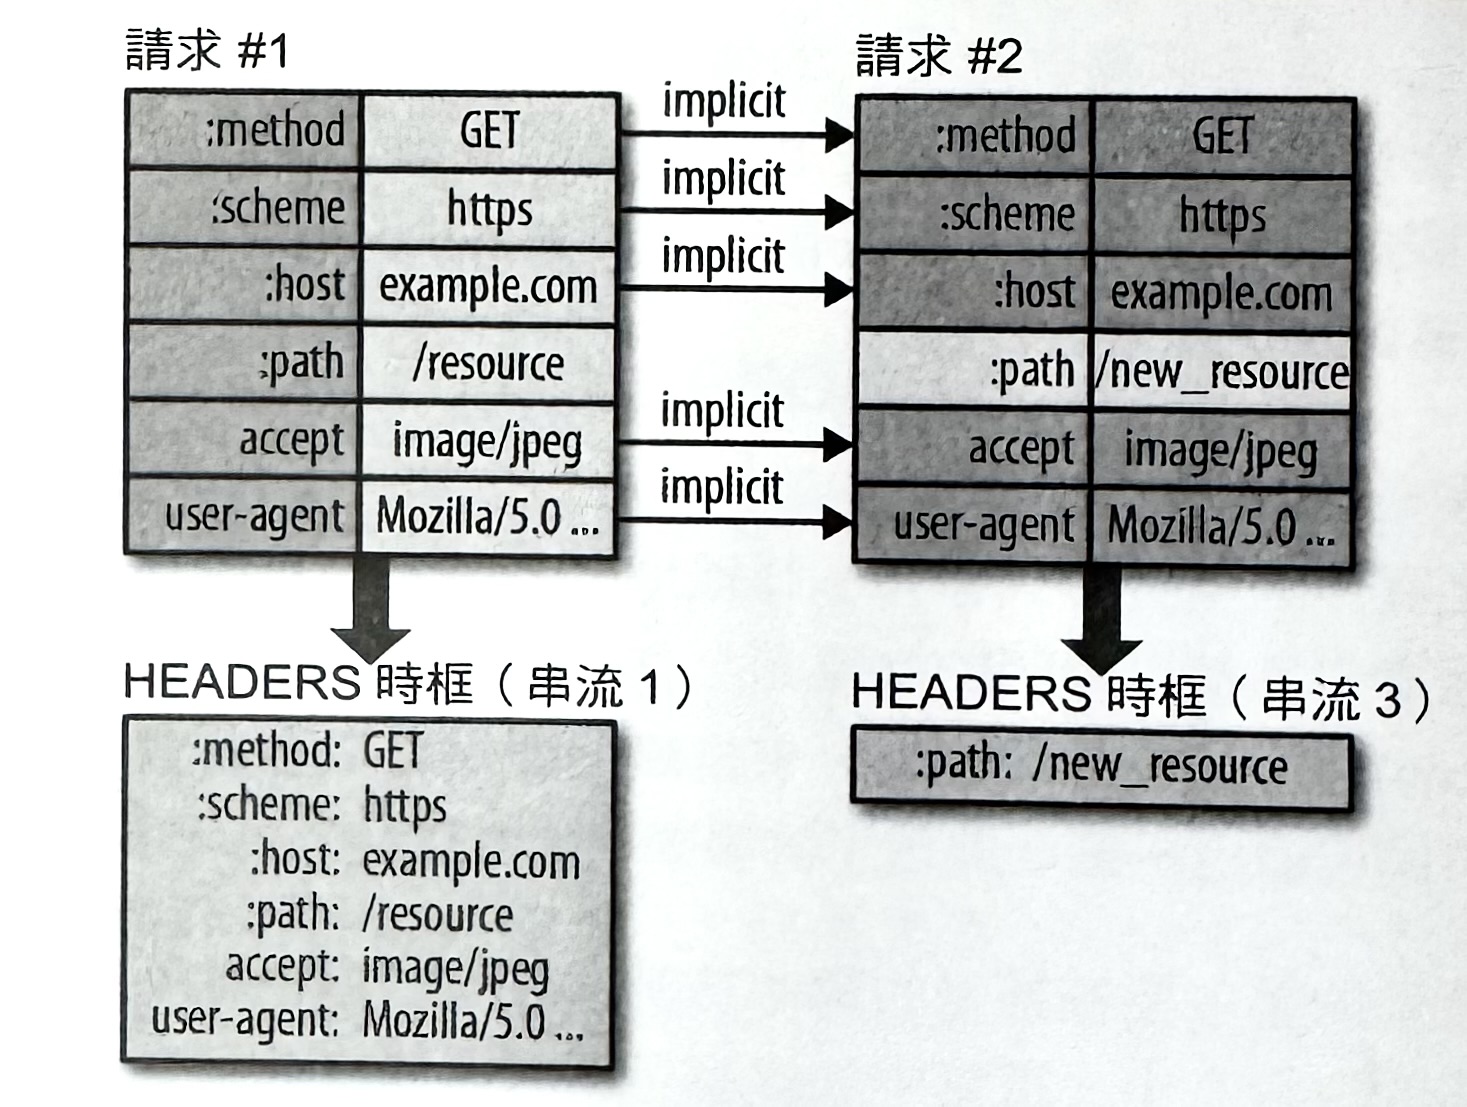 請求 #1
:method GET
:scheme https
:host example.com
:path /resource
accept image/jpeg
user-agent Mozilla/5.0 ...
implicit
implicit
implicit
implicit
implicit
請求 #2
:method GET
:scheme https
:host example.com
:path /new_resource
accept image/jpeg
user-agent Mozilla/5.0 ...
HEADERS 時框（串流 1）
:method: GET
:scheme: https
:host: example.com
:path: /resource
accept: image/jpeg
user-agent: Mozilla/5.0 ...
HEADERS 時框（串流 3）
:path: /new_resource